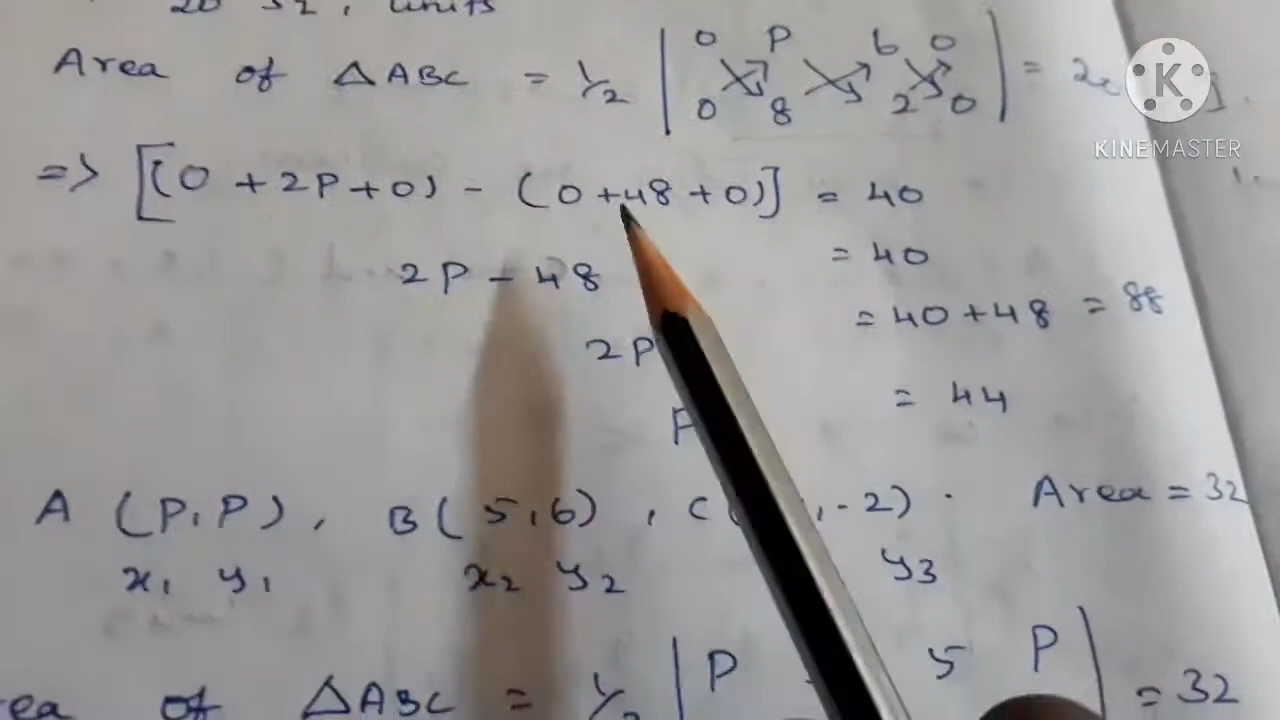 Area of △ABC = 1/2 | 0 P 6 0 | = 20
0 8 2 0
KINEMASTER
=> [(0 + 2P + 0) - (0 + 48 + 0)] = 40
2P - 48 = 40
2P = 40 + 48 = 88
= 44
A (P, P), B (5, 6), C , -2). Area = 32
x₁ y₁ x₂ y₂ y₃
△ABC = 1/2 | P 5 P | = 32